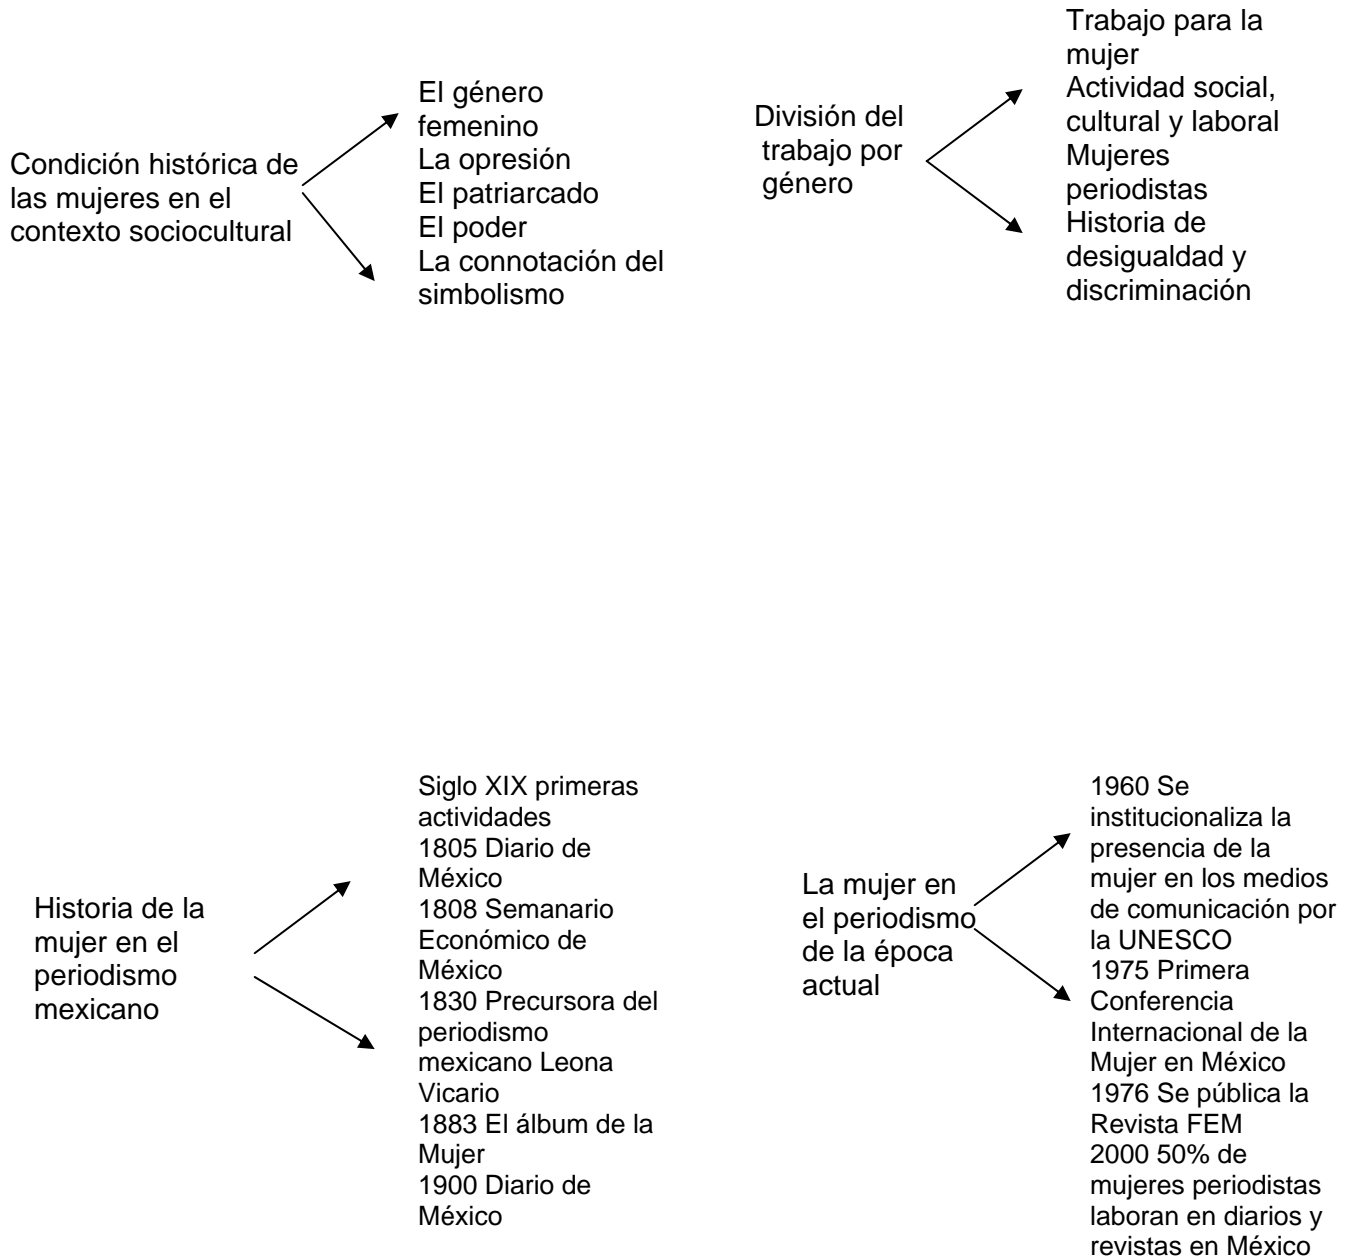 Condición histórica de
las mujeres en el
contexto sociocultural
El género
femenino
La opresión
El patriarcado
El poder
La connotación del
simbolismo
División del
trabajo por
género
Trabajo para la
mujer
Actividad social,
cultural y laboral
Mujeres
periodistas
Historia de
desigualdad y
discriminación
Historia de la
mujer en el
periodismo
mexicano
Siglo XIX primeras
actividades
1805 Diario de
México
1808 Semanario
Económico de
México
1830 Precursora del
periodismo
mexicano Leona
Vicario
1883 El álbum de la
Mujer
1900 Diario de
México
La mujer en
el periodismo
de la época
actual
1960 Se
institucionaliza la
presencia de la
mujer en los medios
de comunicación por
la UNESCO
1975 Primera
Conferencia
Internacional de la
Mujer en México
1976 Se pública la
Revista FEM
2000 50% de
mujeres periodistas
laboran en diarios y
revistas en México